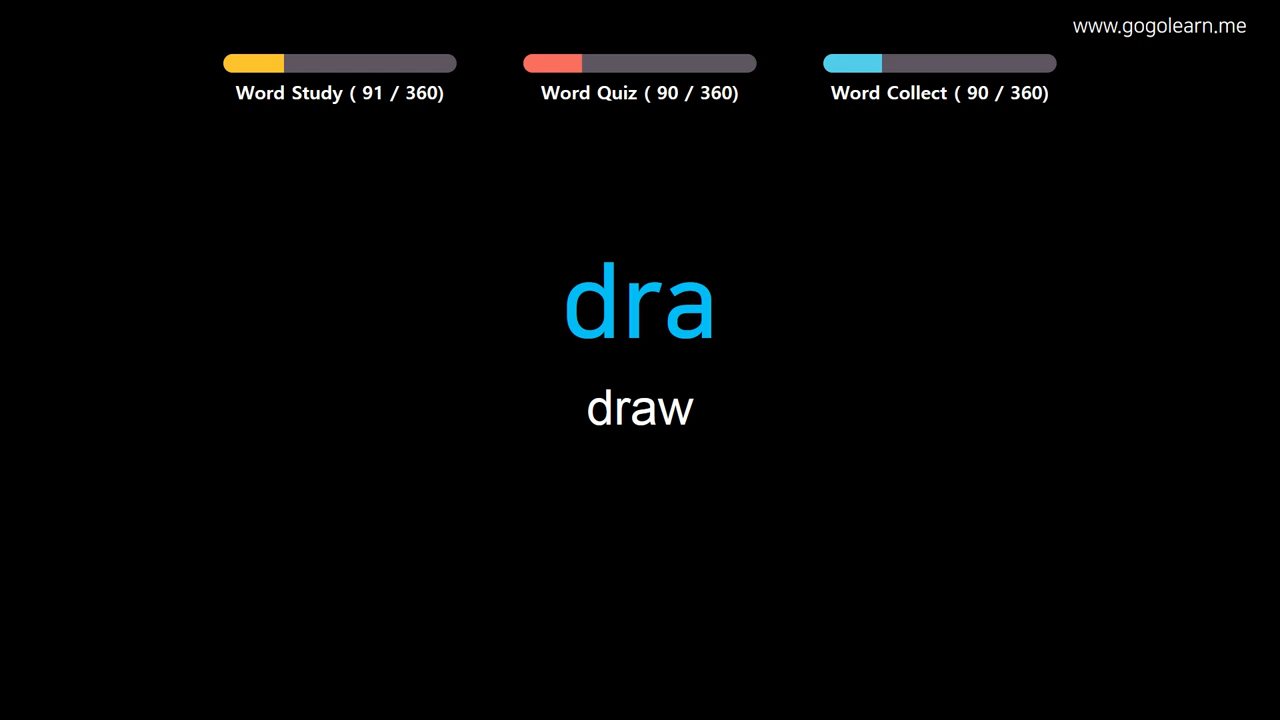 www.gogolearn.me
Word Study ( 91 / 360)
Word Quiz ( 90 / 360)
Word Collect ( 90 / 360)
dra
draw